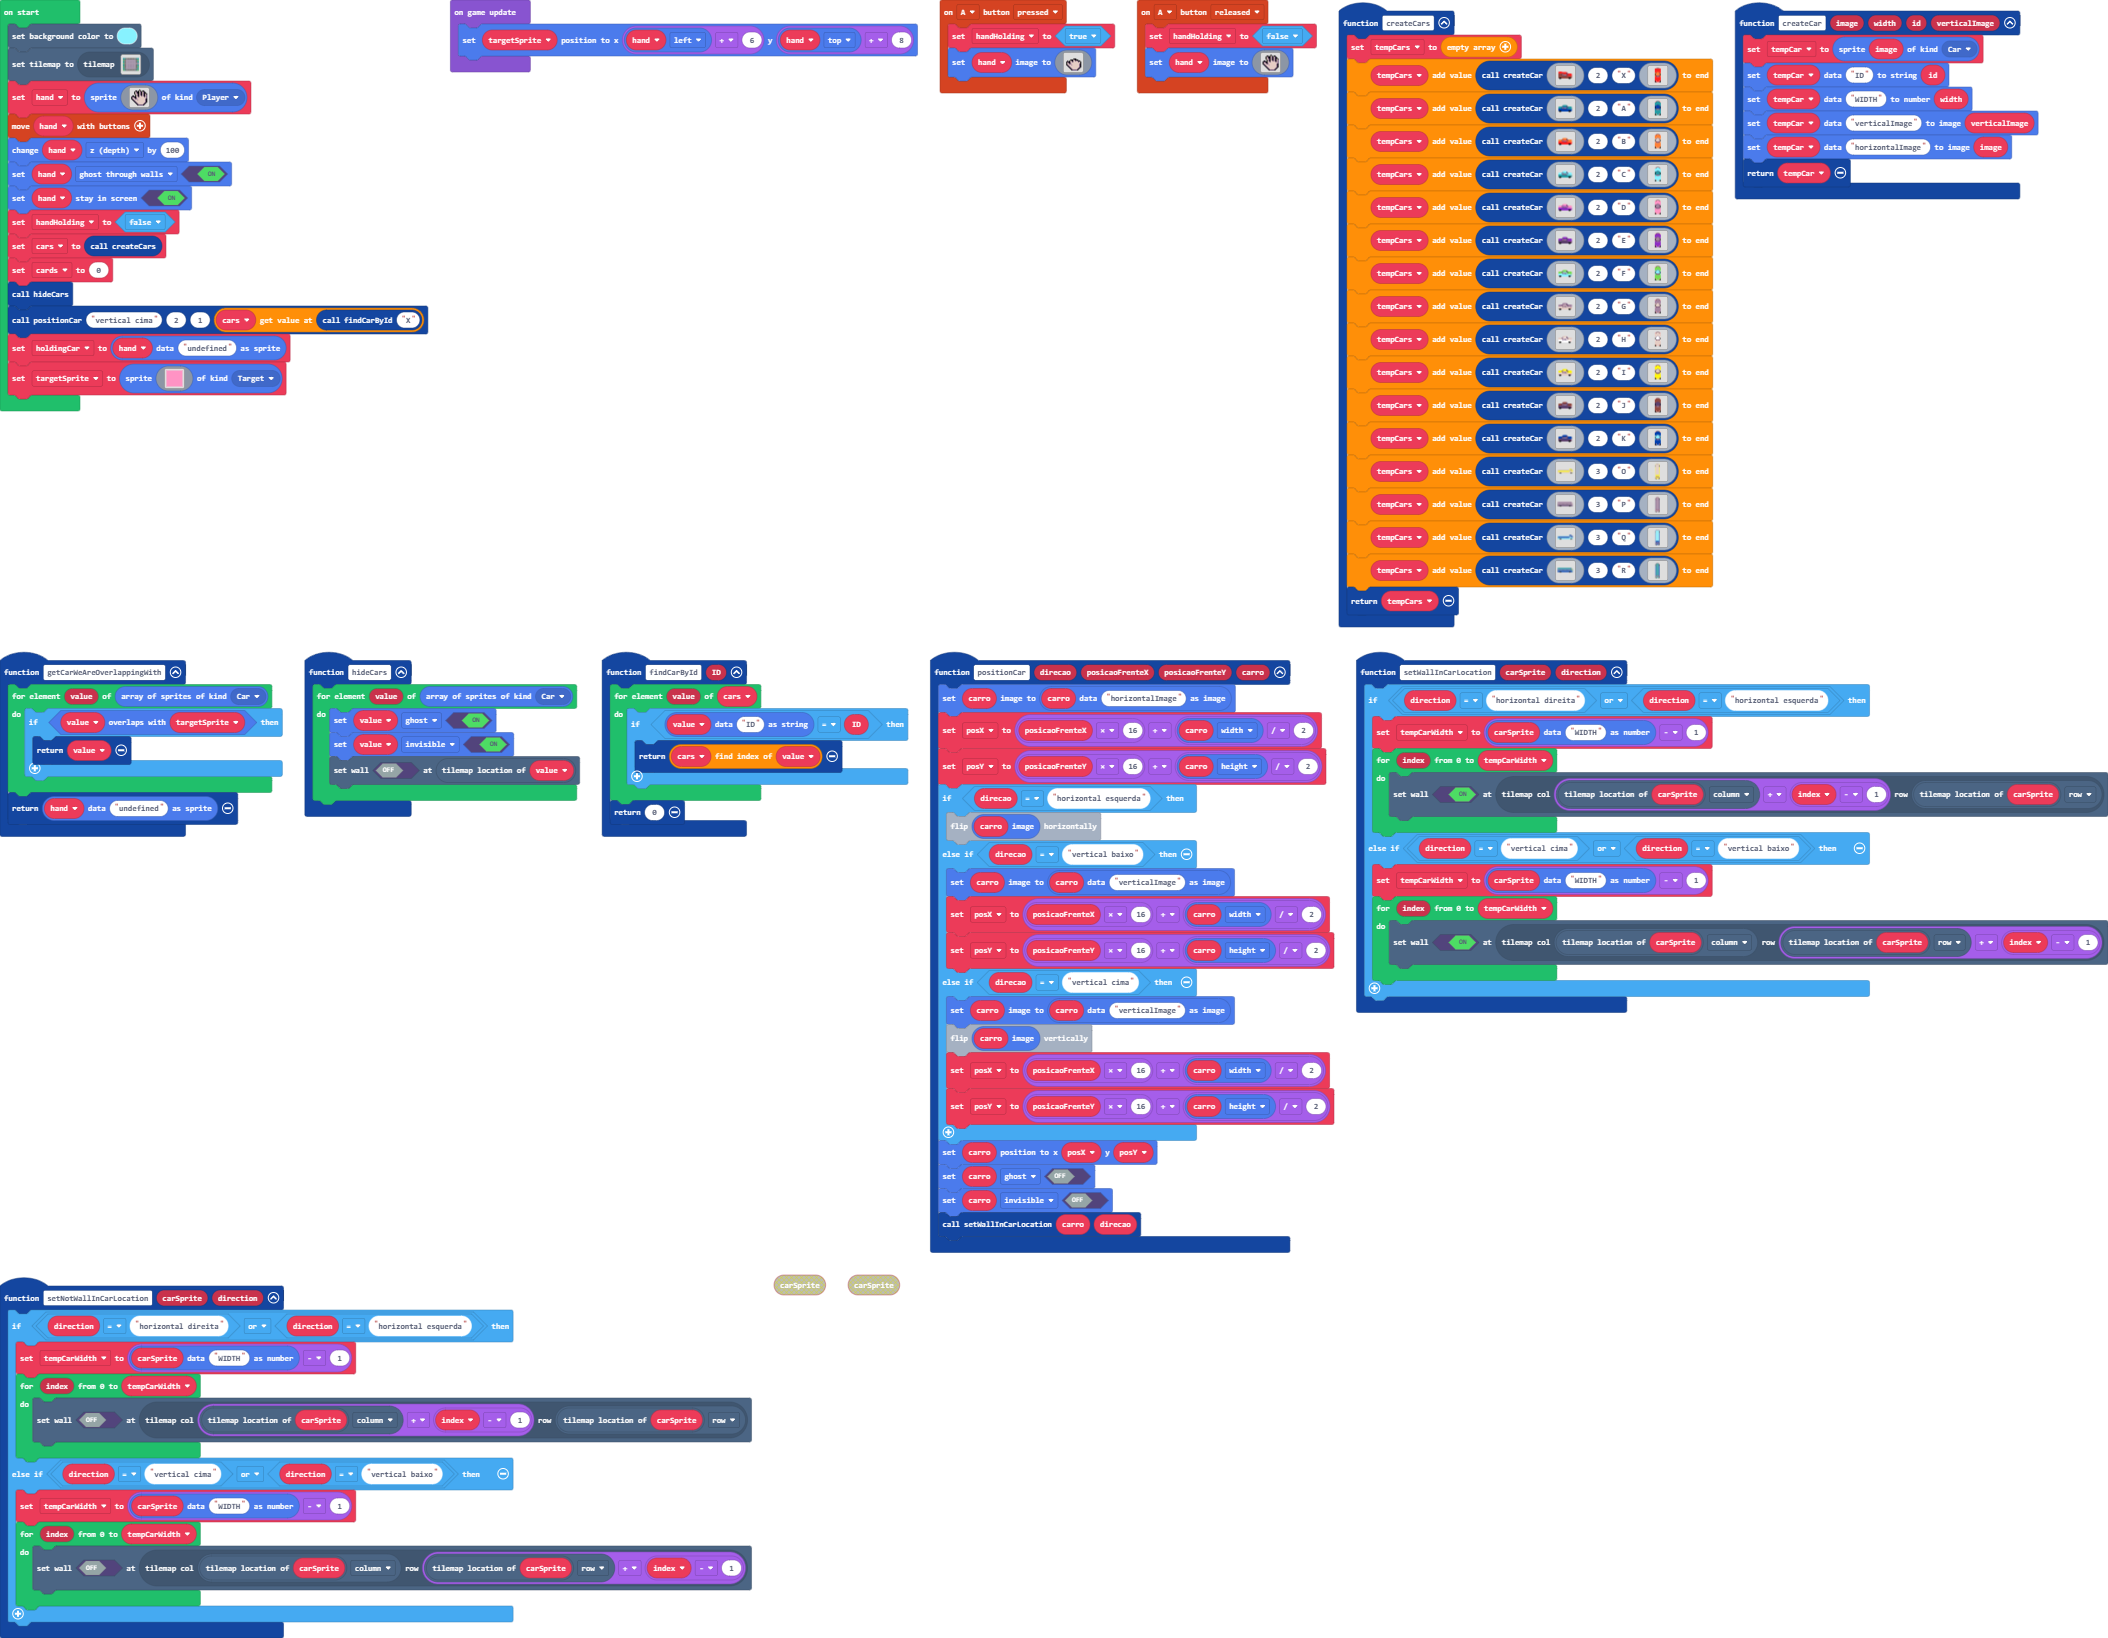 on start
set background color to
set tilemap to tilemap
set hand to sprite of kind Player
move hand with buttons
change hand z (depth) by 100
set hand ghost through walls ON
set hand stay in screen ON
set handHolding to false
set cars to call createCars
set cards to 0
call hideCars
call positionCar "vertical cima" 2 1 cars get value at call findCarById "X"
set holdingCar to hand data "undefined" as sprite
set targetSprite to sprite of kind Target
on game update
set targetSprite position to x hand left + 6 y hand top + 8
on A button pressed
set handHolding to true
set hand image to
on A button released
set handHolding to false
set hand image to
function createCars
set tempCars to empty array
tempCars add value call createCar 2 "X" to end
tempCars add value call createCar 2 "A" to end
tempCars add value call createCar 2 "B" to end
tempCars add value call createCar 2 "C" to end
tempCars add value call createCar 2 "D" to end
tempCars add value call createCar 2 "E" to end
tempCars add value call createCar 2 "F" to end
tempCars add value call createCar 2 "G" to end
tempCars add value call createCar 2 "H" to end
tempCars add value call createCar 2 "I" to end
tempCars add value call createCar 2 "J" to end
tempCars add value call createCar 2 "K" to end
tempCars add value call createCar 3 "O" to end
tempCars add value call createCar 3 "P" to end
tempCars add value call createCar 3 "Q" to end
tempCars add value call createCar 3 "R" to end
return tempCars
function createCar image width id verticalImage
set tempCar to sprite image of kind Car
set tempCar data "ID" to string id
set tempCar data "WIDTH" to number width
set tempCar data "verticalImage" to image verticalImage
set tempCar data "horizontalImage" to image image
return tempCar
function getCarWeAreOverlappingWith
for element value of array of sprites of kind Car
do
if value overlaps with targetSprite then
return value
return hand data "undefined" as sprite
function hideCars
for element value of array of sprites of kind Car
do
set value ghost ON
set value invisible ON
set wall OFF at tilemap location of value
function findCarById ID
for element value of cars
do
if value data "ID" as string = ID then
return cars find index of value
return 0
function positionCar direcao posicaoFrenteX posicaoFrenteY carro
set carro image to carro data "horizontalImage" as image
set posX to posicaoFrenteX × 16 + carro width / 2
set posY to posicaoFrenteY × 16 + carro height / 2
if direcao = "horizontal esquerda" then
flip carro image horizontally
else if direcao = "vertical baixo" then
set carro image to carro data "verticalImage" as image
set posX to posicaoFrenteX × 16 + carro width / 2
set posY to posicaoFrenteY × 16 + carro height / 2
else if direcao = "vertical cima" then
set carro image to carro data "verticalImage" as image
flip carro image vertically
set posX to posicaoFrenteX × 16 + carro width / 2
set posY to posicaoFrenteY × 16 + carro height / 2
set carro position to x posX y posY
set carro ghost OFF
set carro invisible OFF
call setWallInCarLocation carro direcao
function setWallInCarLocation carSprite direction
if direction = "horizontal direita" or direction = "horizontal esquerda" then
set tempCarWidth to carSprite data "WIDTH" as number - 1
for index from 0 to tempCarWidth
do
set wall ON at tilemap col tilemap location of carSprite column + index - 1 row tilemap location of carSprite row
else if direction = "vertical cima" or direction = "vertical baixo" then
set tempCarWidth to carSprite data "WIDTH" as number - 1
for index from 0 to tempCarWidth
do
set wall ON at tilemap col tilemap location of carSprite column row tilemap location of carSprite row + index - 1
function setNotWallInCarLocation carSprite direction
if direction = "horizontal direita" or direction = "horizontal esquerda" then
set tempCarWidth to carSprite data "WIDTH" as number - 1
for index from 0 to tempCarWidth
do
set wall OFF at tilemap col tilemap location of carSprite column + index - 1 row tilemap location of carSprite row
else if direction = "vertical cima" or direction = "vertical baixo" then
set tempCarWidth to carSprite data "WIDTH" as number - 1
for index from 0 to tempCarWidth
do
set wall OFF at tilemap col tilemap location of carSprite column row tilemap location of carSprite row + index - 1
carSprite carSprite